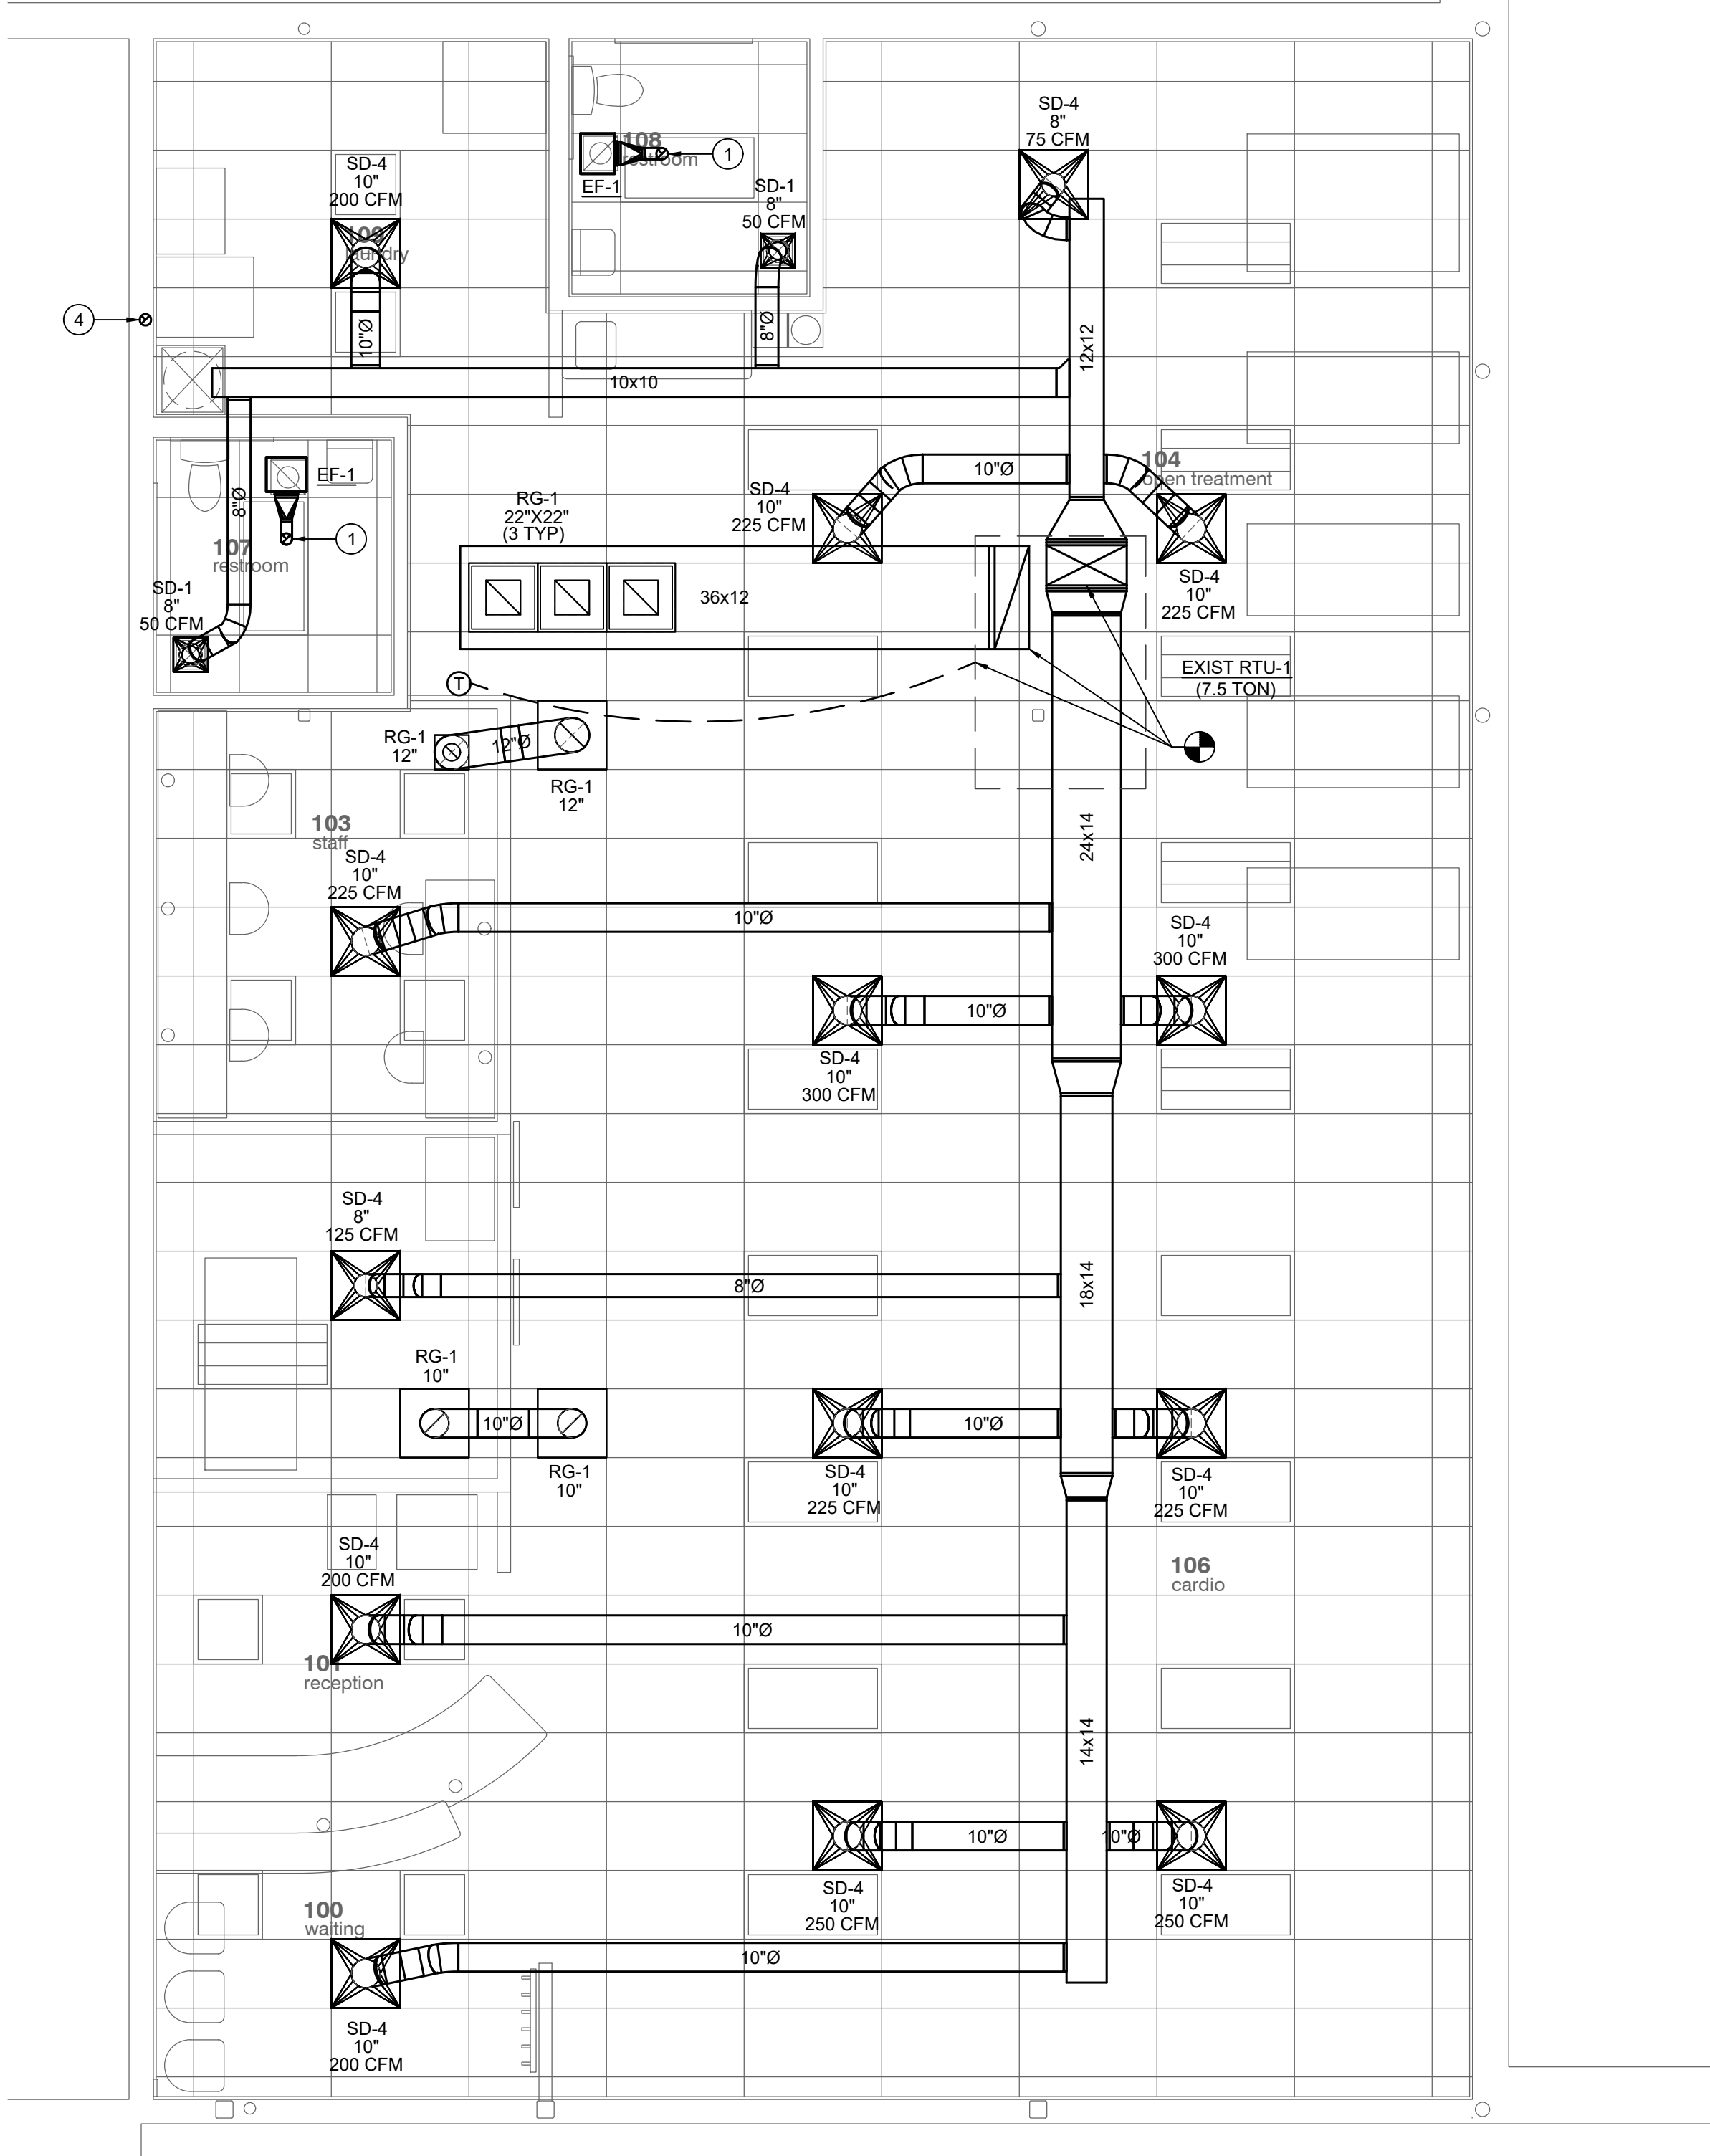 SD-4
8"
75 CFM
108
restroom
1
EF-1
SD-4
10"
200 CFM
SD-1
8"
50 CFM
109
laundry
4
10"Ø
8"Ø
12x12
10x10
104
open treatment
10"Ø
EF-1
SD-4
10"
225 CFM
RG-1
22"X22"
(3 TYP)
8"Ø
1
107
restroom
SD-1
8"
50 CFM
36x12
SD-4
10"
225 CFM
EXIST RTU-1
(7.5 TON)
T
RG-1
12"
12"Ø
RG-1
12"
103
staff
24x14
SD-4
10"
225 CFM
10"Ø
SD-4
10"
300 CFM
10"Ø
SD-4
10"
300 CFM
SD-4
8"
125 CFM
8"Ø
18x14
RG-1
10"
10"Ø
10"Ø
RG-1
10"
SD-4
10"
225 CFM
SD-4
10"
225 CFM
SD-4
10"
200 CFM
106
cardio
10"Ø
101
reception
14x14
10"Ø
10"Ø
SD-4
10"
250 CFM
SD-4
10"
250 CFM
100
waiting
10"Ø
SD-4
10"
200 CFM